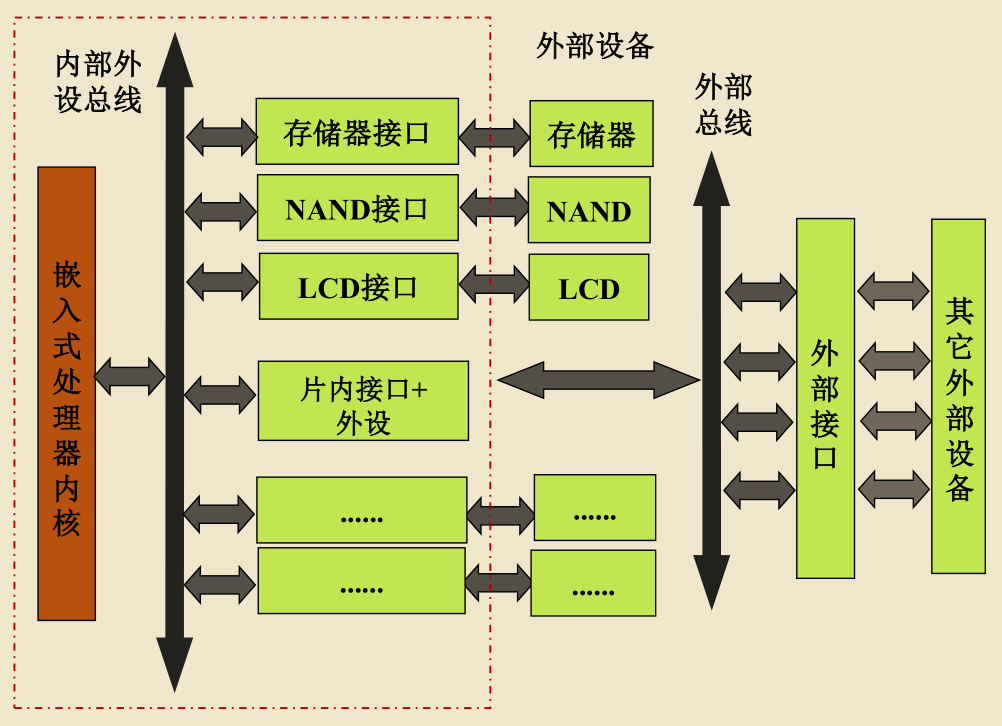 外部设备
内部外
设总线
外部
总线
存储器接口
存储器
NAND接口
NAND
LCD接口
LCD
嵌入式处理器内核
片内接口+
外设
外部接口
其它外部设备
......
......
......
......